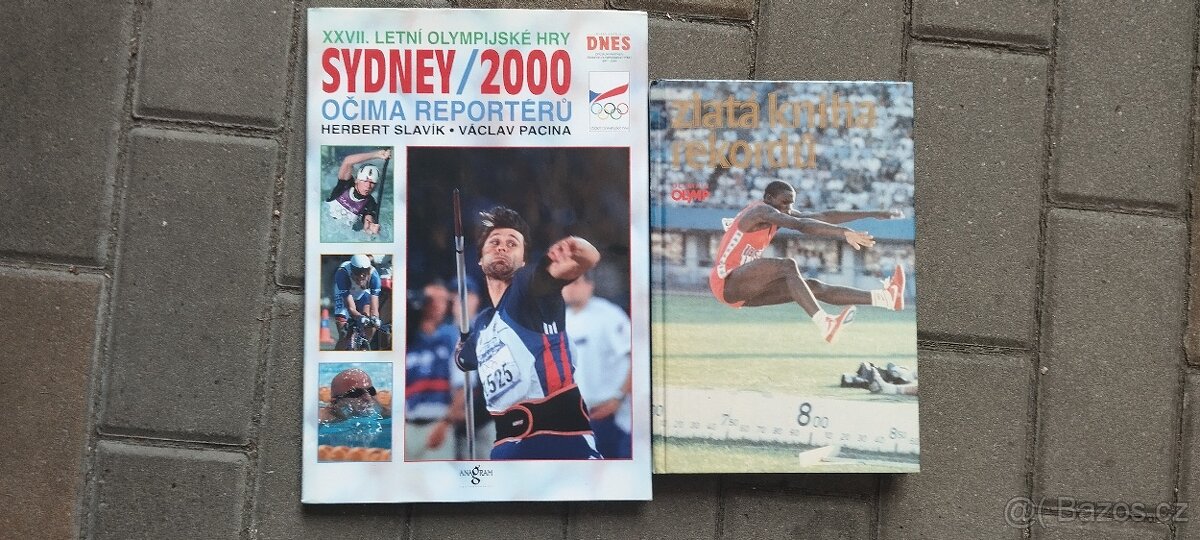 XXVII. LETNÍ OLYMPIJSKÉ HRY
SYDNEY/2000
OČIMA REPORTÉRŮ
HERBERT SLAVÍK • VÁCLAV PACINA
DNES
525
ANAGRAM
zlatá kniha
rekordů
OLYMP
7
8 00
@( Bazos.cz